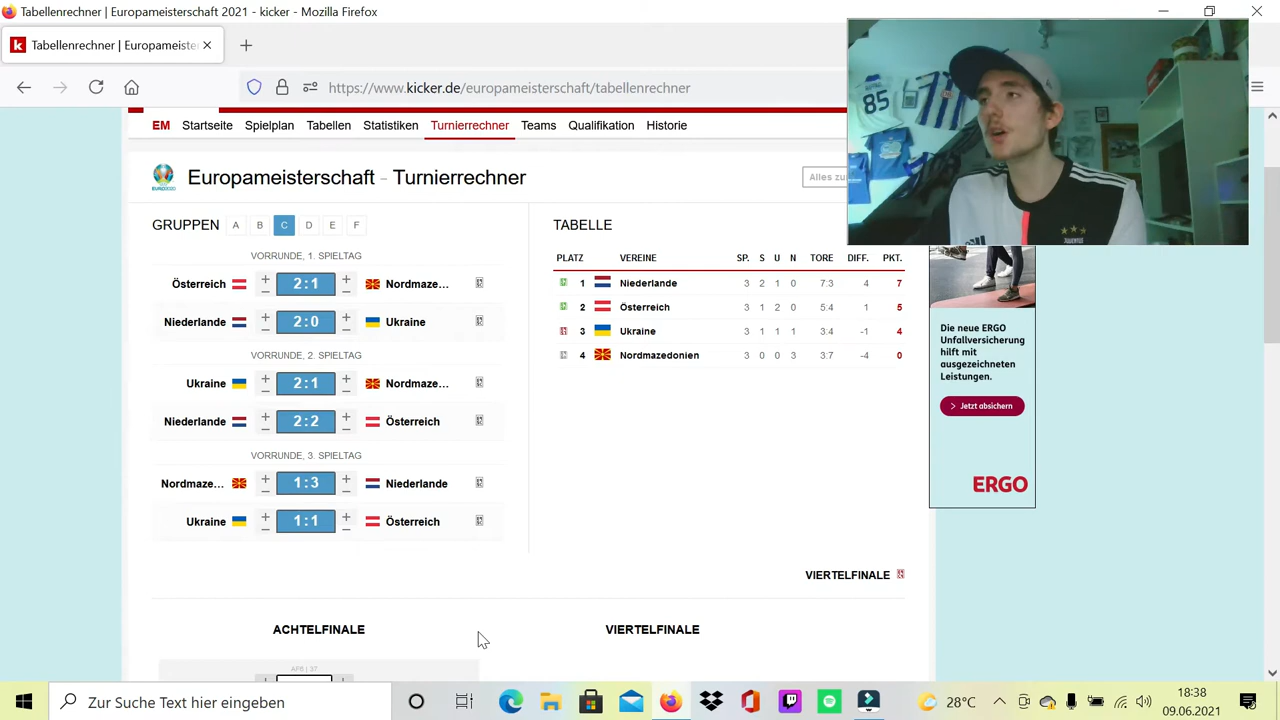 Tabellenrechner | Europameisterschaft 2021 - kicker - Mozilla Firefox
k Tabellenrechner | Europameister
https://www.kicker.de/europameisterschaft/tabellenrechner
EM Startseite Spielplan Tabellen Statistiken Turnierrechner Teams Qualifikation Historie
Europameisterschaft - Turnierrechner
Alles zu
85
GRUPPEN A B C D E F
TABELLE
VORRUNDE, 1. SPIELTAG
PLATZ VEREINE SP. S U N TORE DIFF. PKT.
Österreich 2:1 Nordmaze...
1 Niederlande 3 2 1 0 7:3 4 7
2 Österreich 3 1 2 0 5:4 1 5
Niederlande 2:0 Ukraine
3 Ukraine 3 1 1 1 3:4 -1 4
4 Nordmazedonien 3 0 0 3 3:7 -4 0
VORRUNDE, 2. SPIELTAG
Ukraine 2:1 Nordmaze...
Niederlande 2:2 Österreich
VORRUNDE, 3. SPIELTAG
Nordmaze... 1:3 Niederlande
Ukraine 1:1 Österreich
Die neue ERGO
Unfallversicherung
hilft mit
ausgezeichneten
Leistungen.
> Jetzt absichern
ERGO
VIERTELFINALE
ACHTELFINALE VIERTELFINALE
AF6 | 37
Zur Suche Text hier eingeben
28°C
18:38
09.06.2021